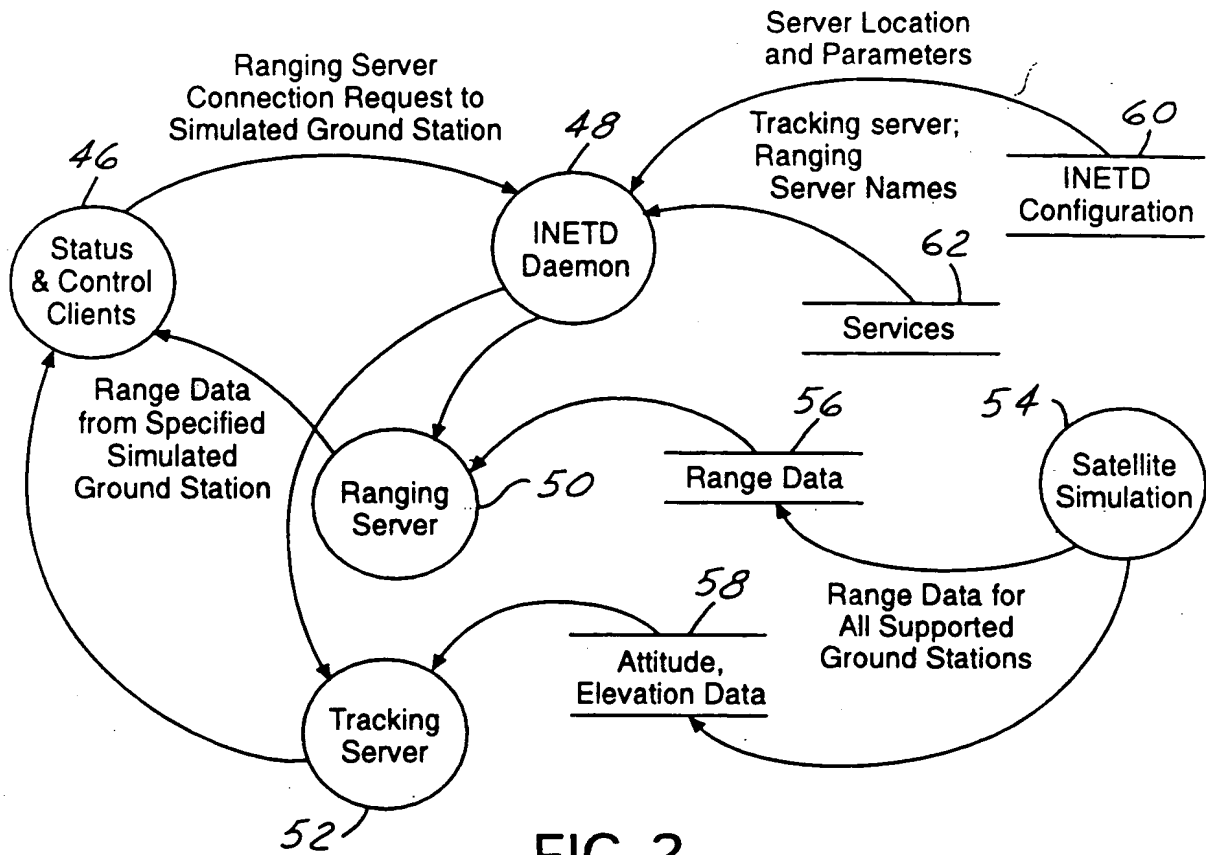 Server Location
and Parameters
Ranging Server
Connection Request to
Simulated Ground Station
46
48
Tracking server;
Ranging
Server Names
60
INETD
Configuration
Status
& Control
Clients
INETD
Daemon
62
Services
Range Data
from Specified
Simulated
Ground Station
56
54
Ranging
Server
50
Range Data
Satellite
Simulation
58
Range Data for
All Supported
Ground Stations
Attitude,
Elevation Data
Tracking
Server
52
FIG. 2